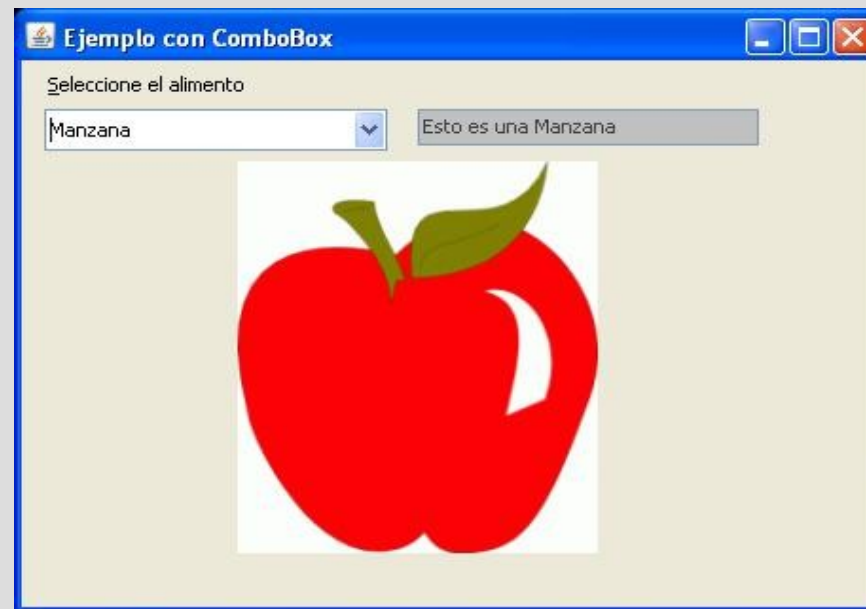 Ejemplo con ComboBox
Seleccione el alimento
Manzana
Esto es una Manzana